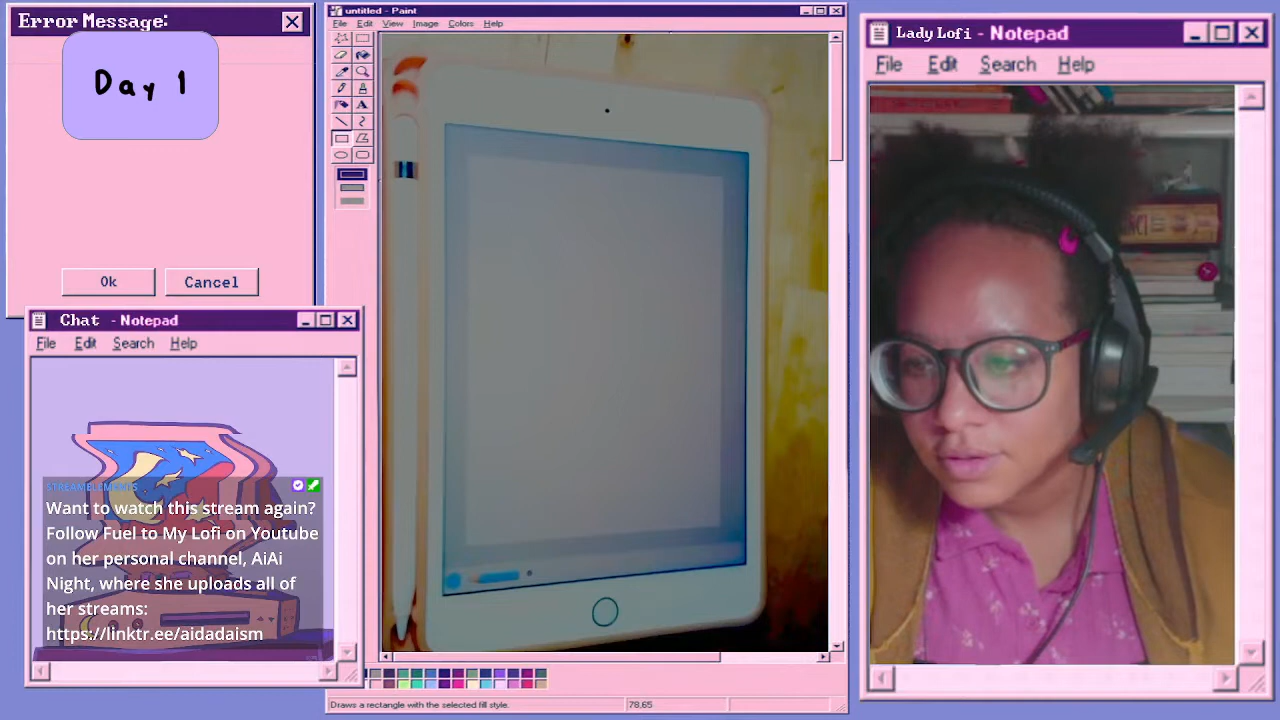 Error Message:
Day 1
Ok
Cancel
Chat - Notepad
File Edit Search Help
STREAMELEMENTS
Want to watch this stream again?
Follow Fuel to My Lofi on Youtube
on her personal channel, AiAi
Night, where she uploads all of
her streams:
https://linktr.ee/aidadaism
untitled - Paint
File Edit View Image Colors Help
A
Draws a rectangle with the selected fill style.
78,65
Lady Lofi - Notepad
File Edit Search Help